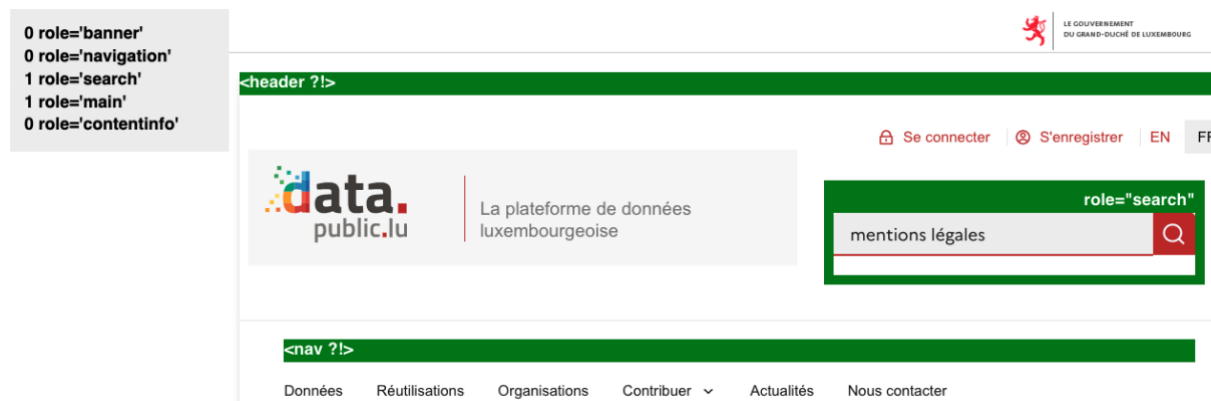 0 role='banner'
0 role='navigation'
1 role='search'
1 role='main'
0 role='contentinfo'
LE GOUVERNEMENT
DU GRAND-DUCHÉ DE LUXEMBOURG
<header ?!>
Se connecter
S'enregistrer
EN
FR
data.
public.lu
La plateforme de données
luxembourgeoise
role="search"
mentions légales
<nav ?!>
Données Réutilisations Organisations Contribuer Actualités Nous contacter